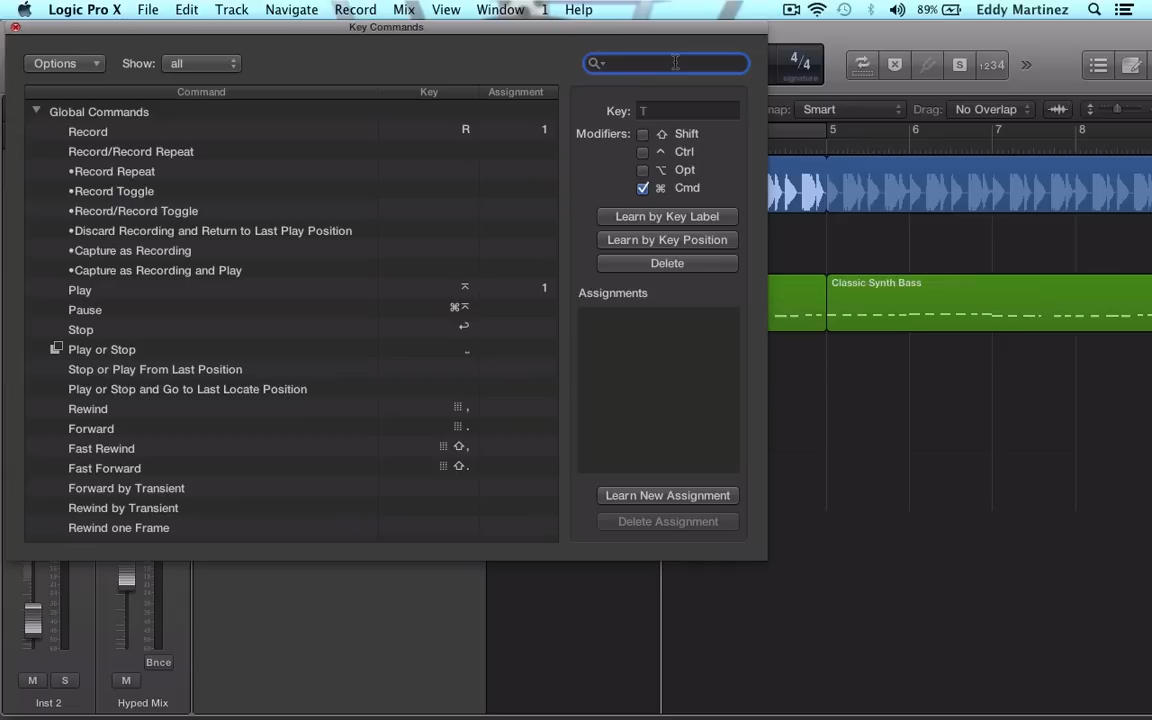 Logic Pro X File Edit Track Navigate Record Mix View Window 1 Help 89% Eddy Martinez
Key Commands
Options Show: all
4/4
signature
1234
Command Key Assignment
Global Commands
Record R 1
Record/Record Repeat
•Record Repeat
•Record Toggle
•Record/Record Toggle
•Discard Recording and Return to Last Play Position
•Capture as Recording
•Capture as Recording and Play
Play ⌅ 1
Pause ⌘⌅
Stop ↩
Play or Stop ␣
Stop or Play From Last Position
Play or Stop and Go to Last Locate Position
Rewind ,
Forward .
Fast Rewind ⇧,
Fast Forward ⇧.
Forward by Transient
Rewind by Transient
Rewind one Frame
Key: T
Modifiers: ⇧ Shift
^ Ctrl
⌥ Opt
⌘ Cmd
Learn by Key Label
Learn by Key Position
Delete
Assignments
Learn New Assignment
Delete Assignment
nap: Smart Drag: No Overlap
5 6 7 8
Classic Synth Bass
Bnce
M S M
Inst 2 Hyped Mix